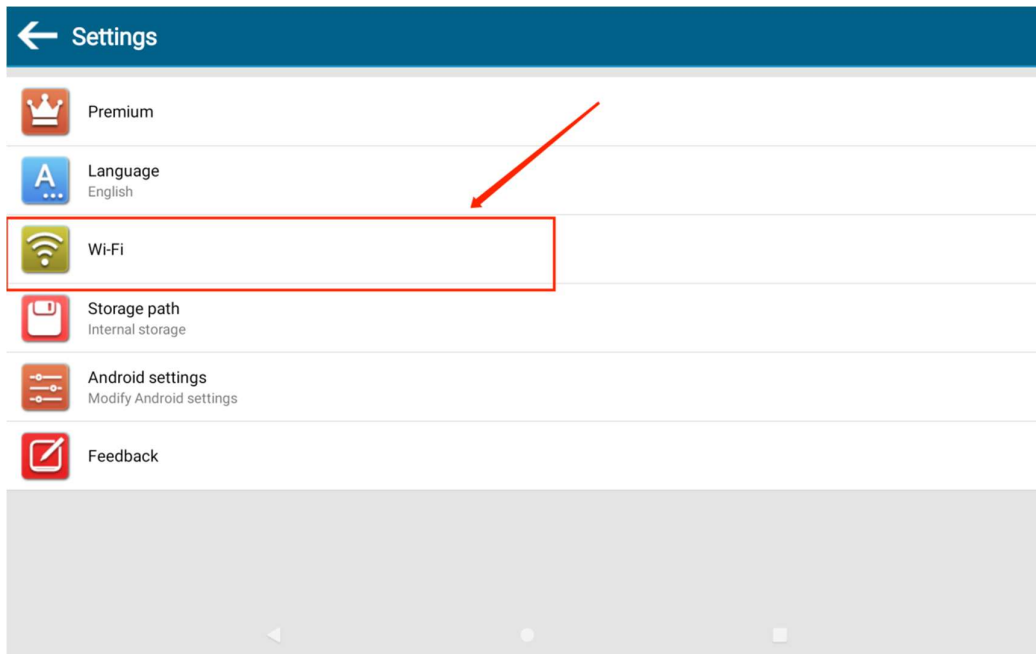 Settings
Premium
Language
English
Wi-Fi
Storage path
Internal storage
Android settings
Modify Android settings
Feedback